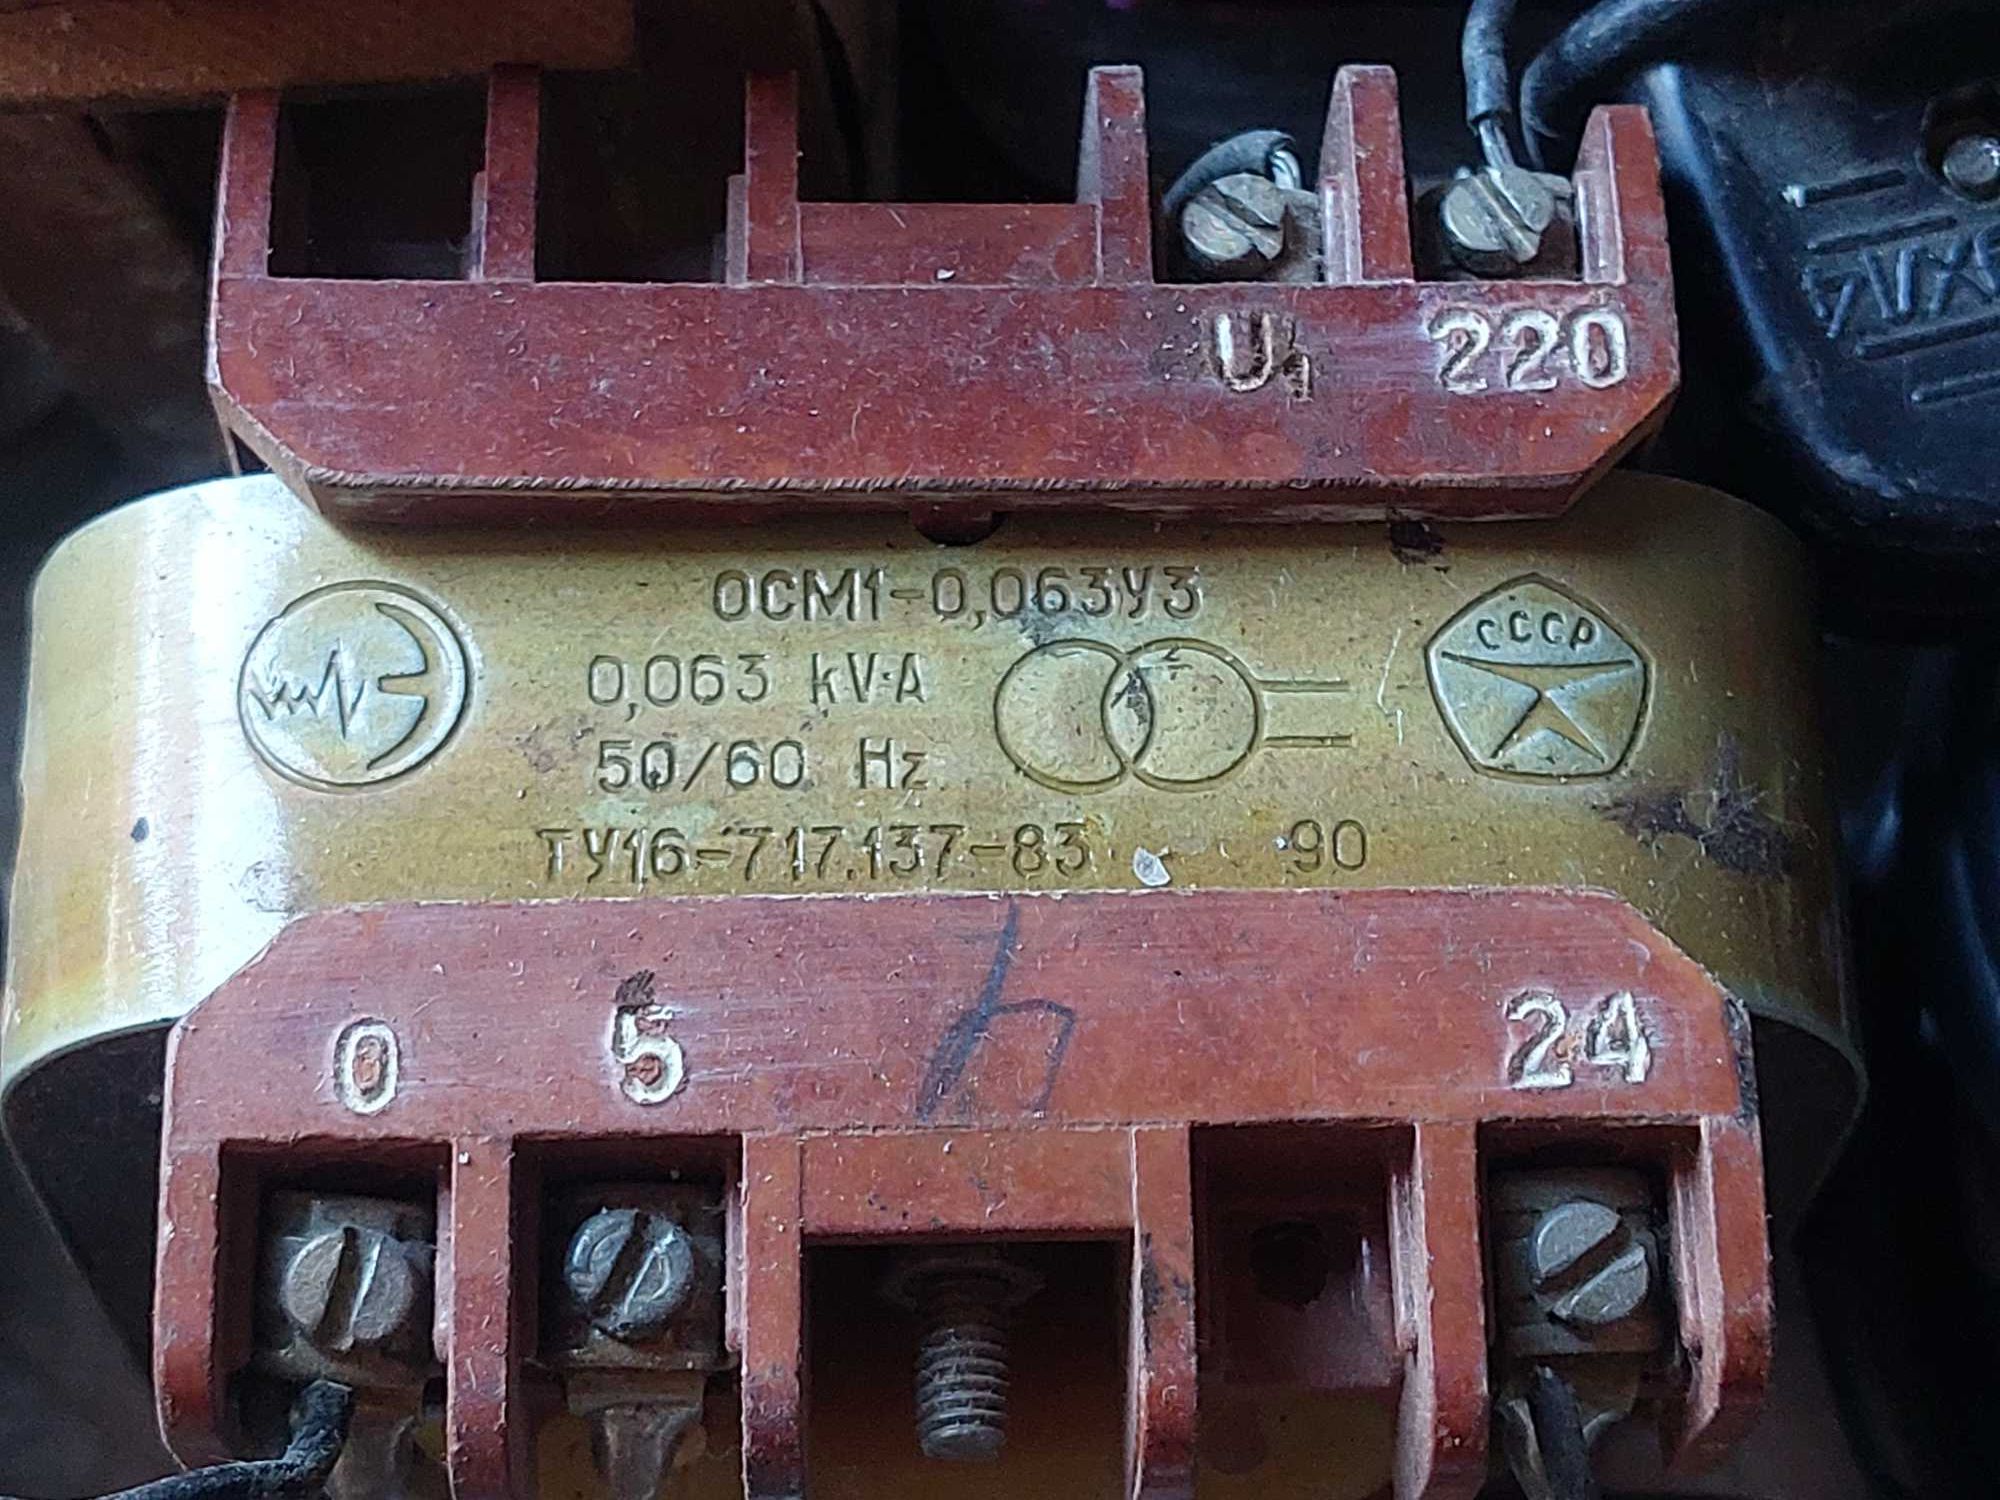 U1 220
ОСМ1-0,063У3
СССР
0,063 kV·A
50/60 Hz
ТУ16-717.137-83 90
0 5 24